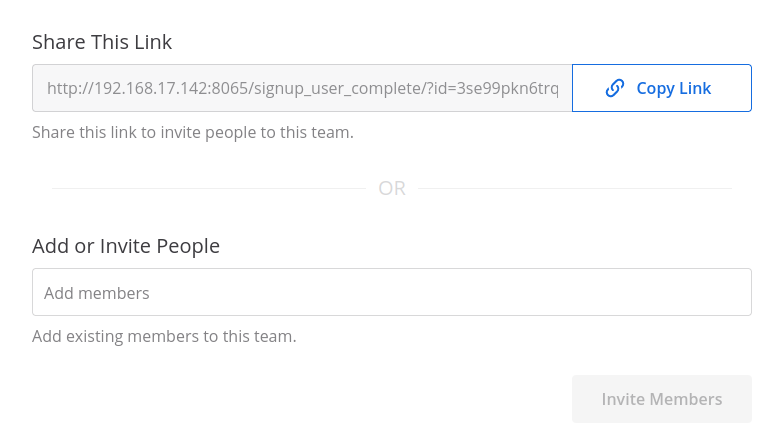 Share This Link
http://192.168.17.142:8065/signup_user_complete/?id=3se99pkn6trq
Copy Link
Share this link to invite people to this team.
OR
Add or Invite People
Add members
Add existing members to this team.
Invite Members